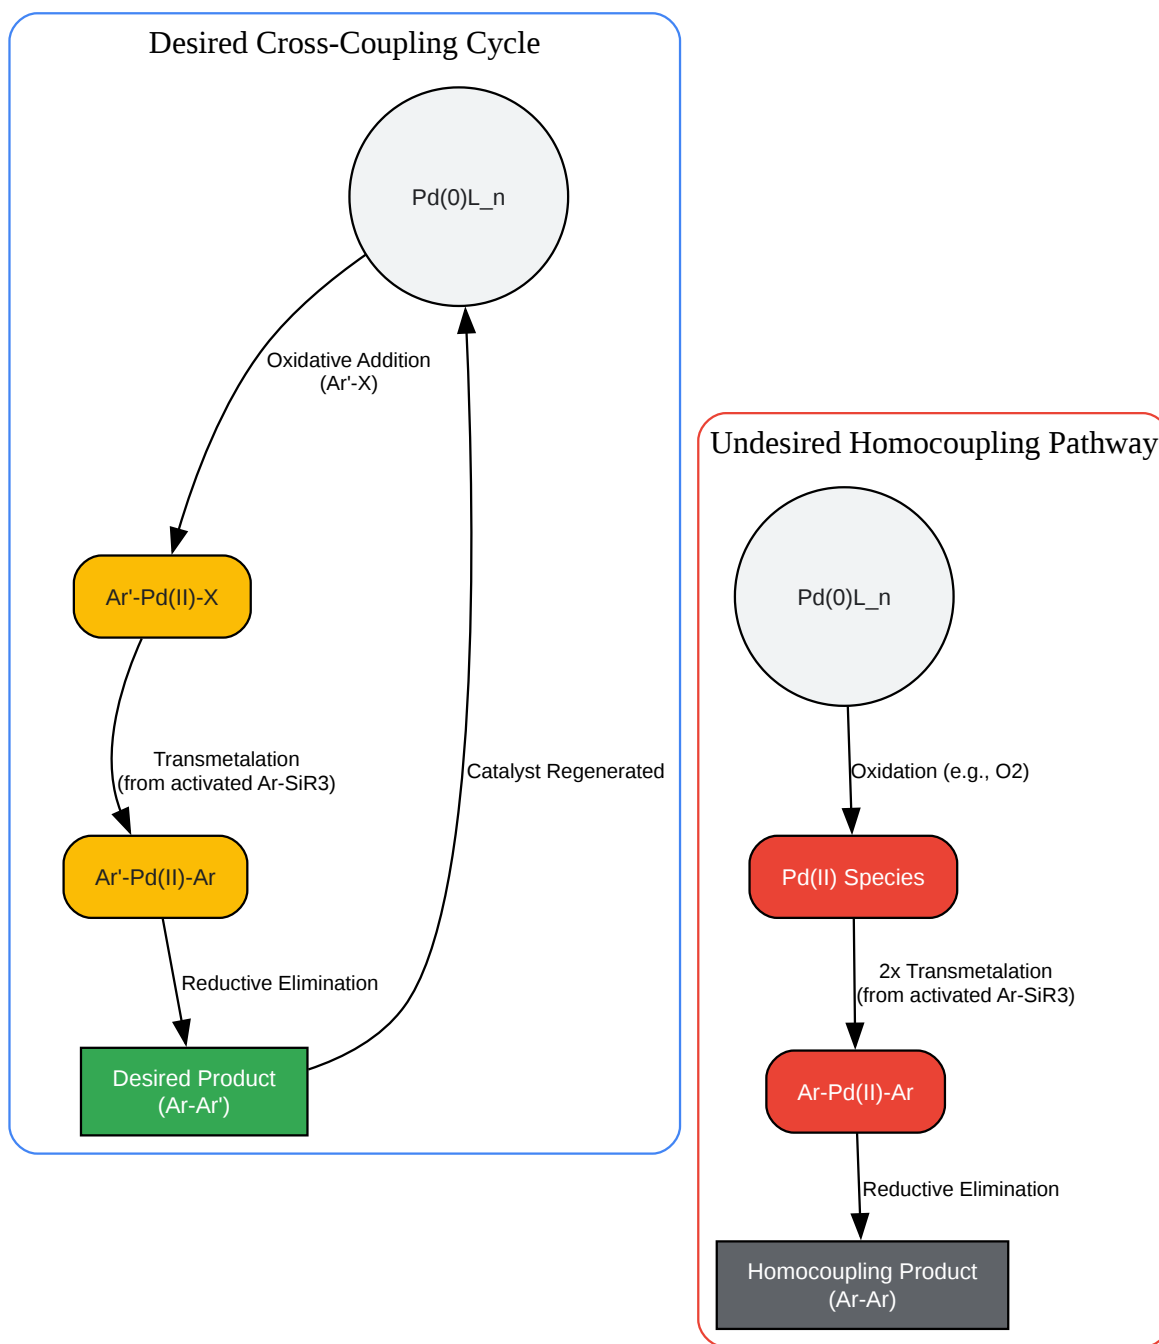 Desired Cross-Coupling Cycle
Pd(0)L_n
Oxidative Addition
(Ar'-X)
Ar'-Pd(II)-X
Transmetalation
(from activated Ar-SiR3)
Catalyst Regenerated
Ar'-Pd(II)-Ar
Reductive Elimination
Desired Product
(Ar-Ar')
Undesired Homocoupling Pathway
Pd(0)L_n
Oxidation (e.g., O2)
Pd(II) Species
2x Transmetalation
(from activated Ar-SiR3)
Ar-Pd(II)-Ar
Reductive Elimination
Homocoupling Product
(Ar-Ar)